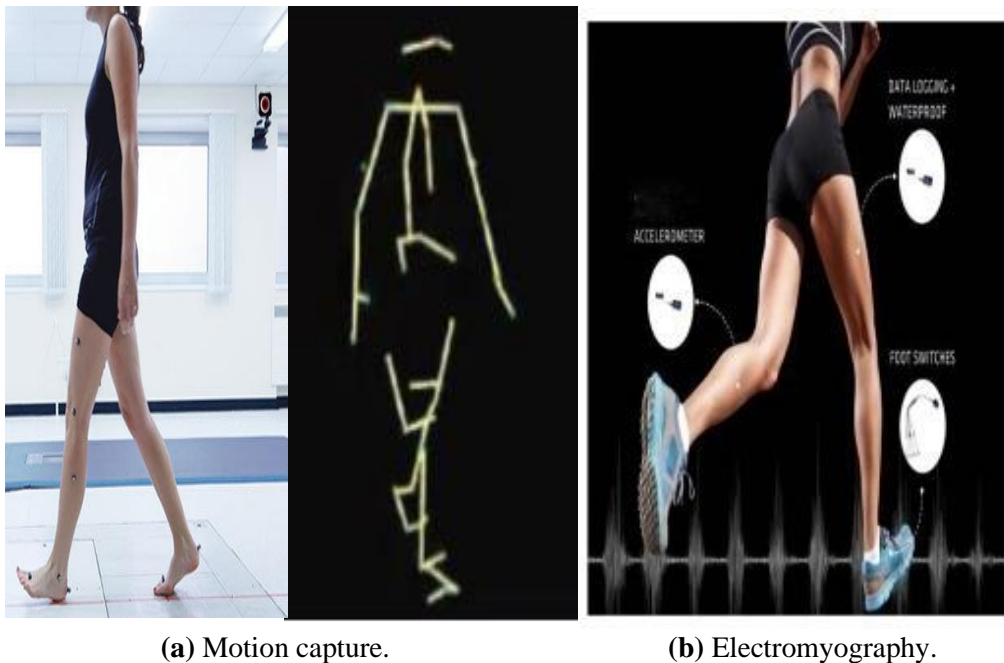 DATA LOGGING +
WATERPROOF
ACCELEROMETER
FOOT SWITCHES
(a) Motion capture.
(b) Electromyography.